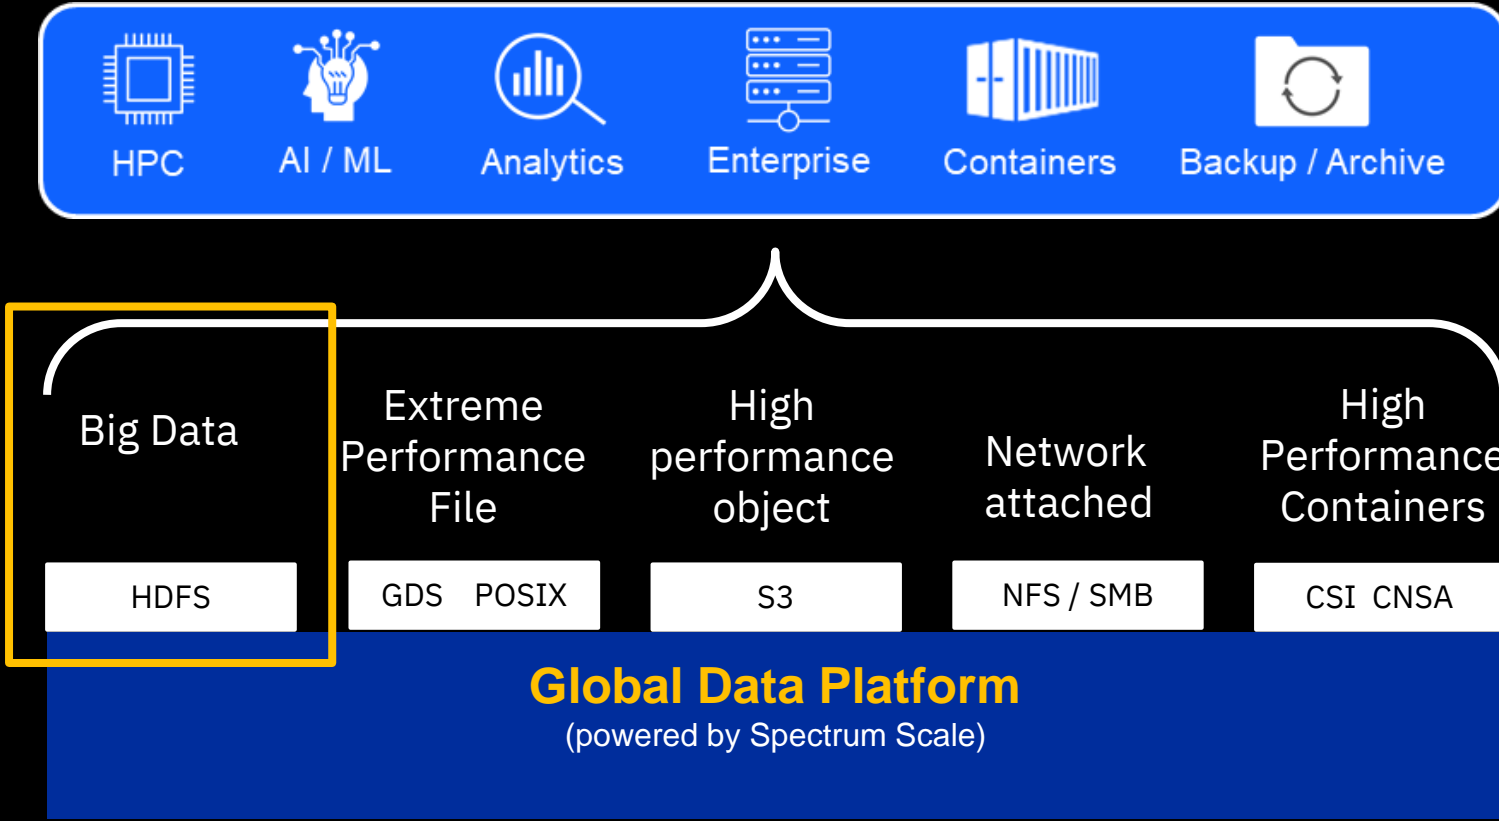 HPC
AI / ML
Analytics
Enterprise
Containers
Backup / Archive
Big Data
Extreme
Performance
File
High
performance
object
Network
attached
High
Performance
Containers
HDFS
GDS POSIX
S3
NFS / SMB
CSI CNSA
Global Data Platform
(powered by Spectrum Scale)